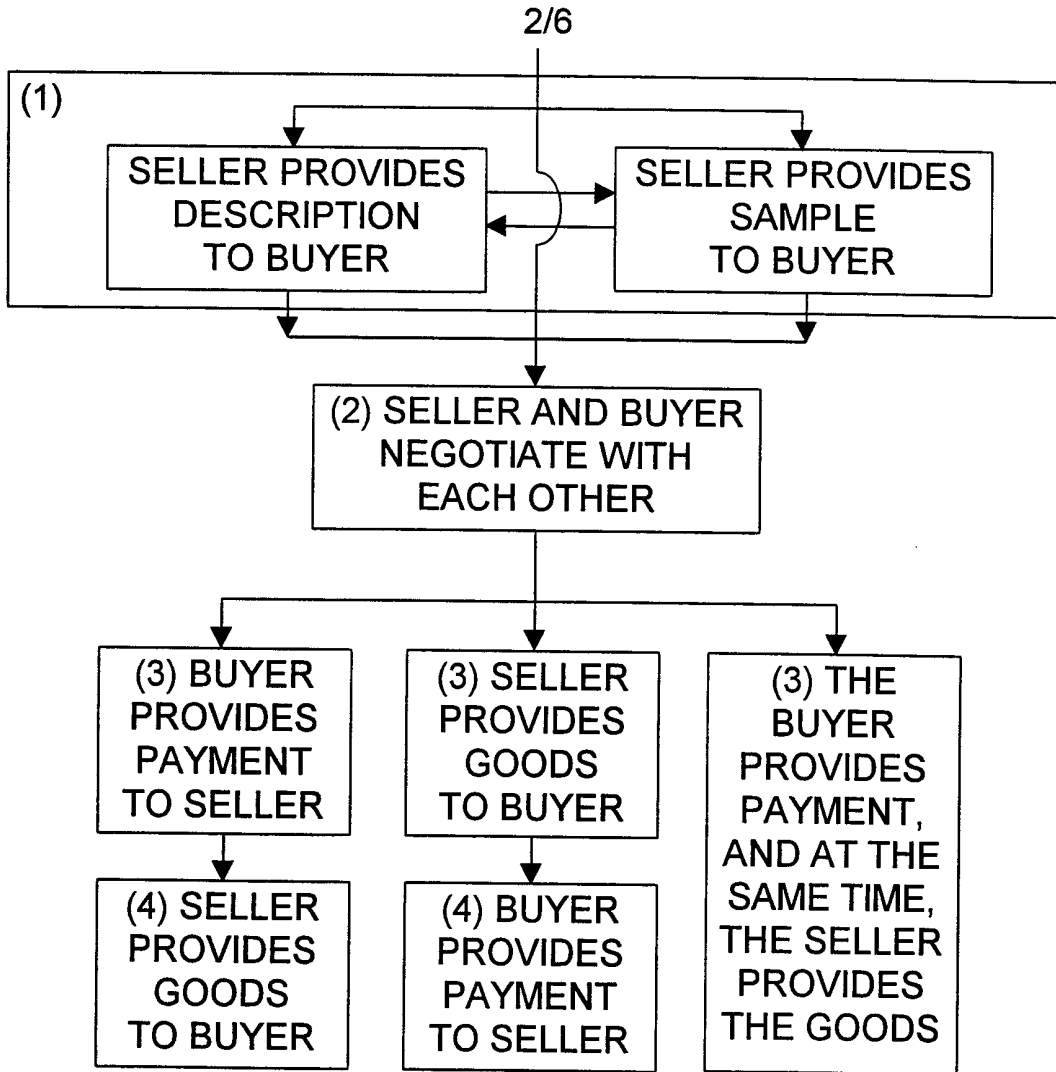 2/6
(1)
SELLER PROVIDES
DESCRIPTION
TO BUYER
SELLER PROVIDES
SAMPLE
TO BUYER
(2) SELLER AND BUYER
NEGOTIATE WITH
EACH OTHER
(3) BUYER
PROVIDES
PAYMENT
TO SELLER
(4) SELLER
PROVIDES
GOODS
TO BUYER
(3) SELLER
PROVIDES
GOODS
TO BUYER
(4) BUYER
PROVIDES
PAYMENT
TO SELLER
(3) THE
BUYER
PROVIDES
PAYMENT,
AND AT THE
SAME TIME,
THE SELLER
PROVIDES
THE GOODS